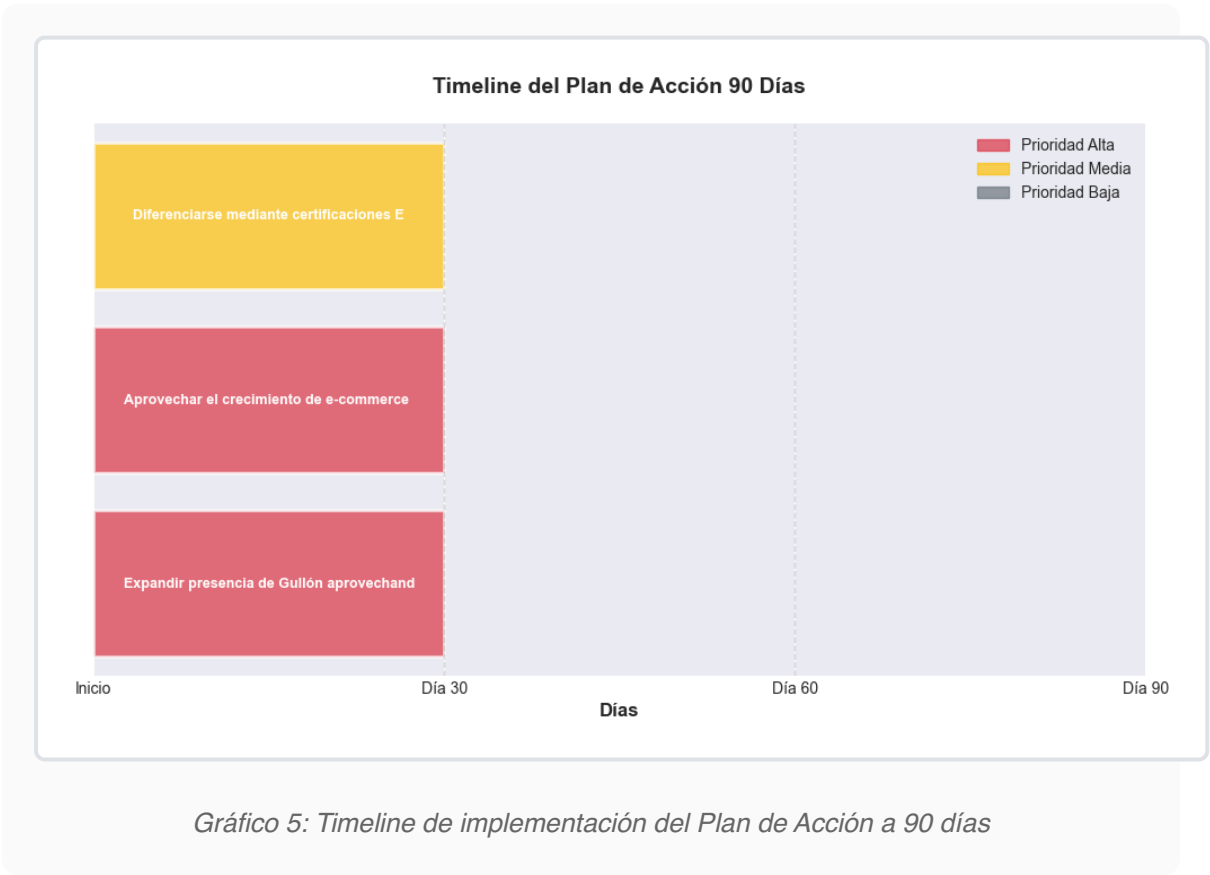 Timeline del Plan de Acción 90 Días
Prioridad Alta
Prioridad Media
Prioridad Baja
Diferenciarse mediante certificaciones E
Aprovechar el crecimiento de e-commerce
Expandir presencia de Gullón aprovechand
Inicio
Día 30
Día 60
Día 90
Días
Gráfico 5: Timeline de implementación del Plan de Acción a 90 días